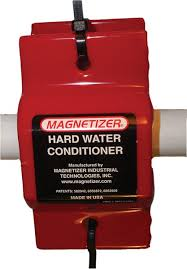 MAGNETIZER
HARD WATER
CONDITIONER
Manufactured by
MAGNETIZER INDUSTRIAL
TECHNOLOGIES, INC.
www.magnetizer.com
MADE IN USA